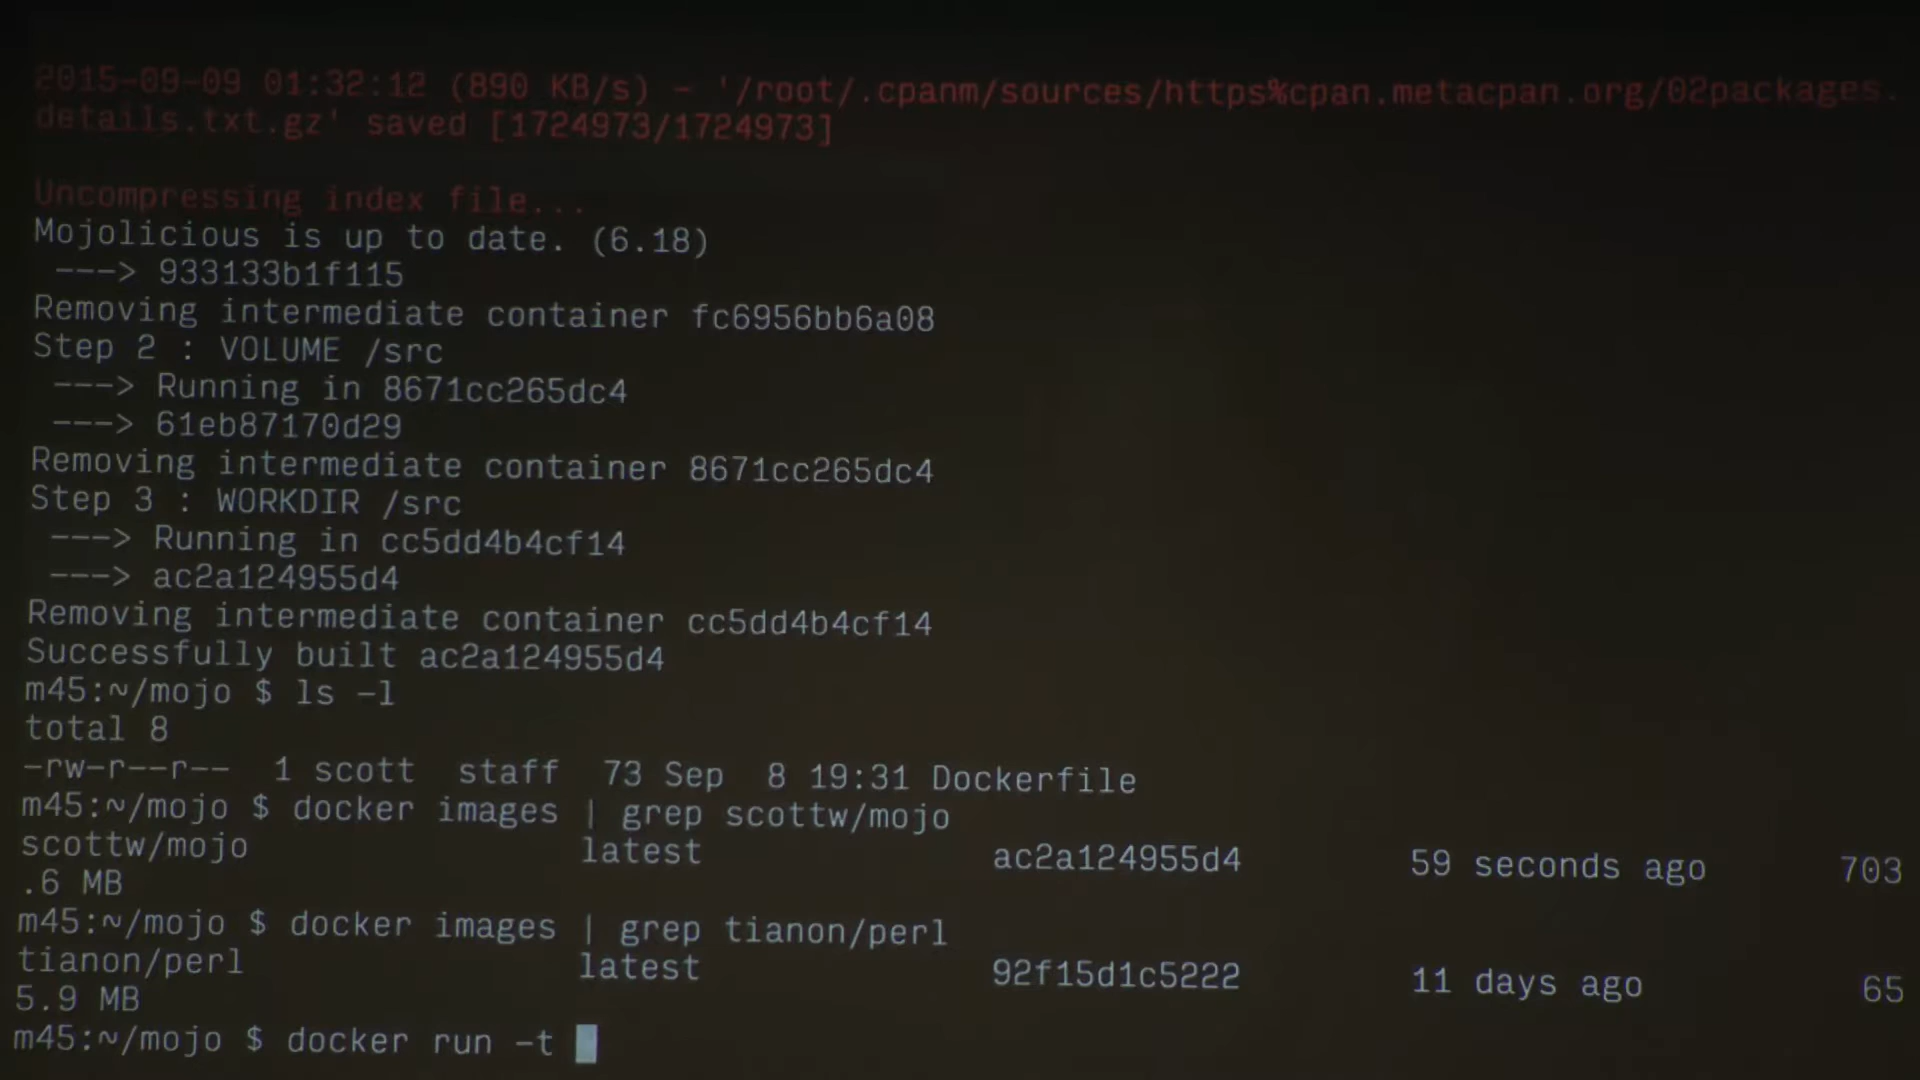 2015-09-09 01:32:12 (890 KB/s) - '/root/.cpanm/sources/https%cpan.metacpan.org/02packages.
details.txt.gz' saved [1724973/1724973]
Uncompressing index file...
Mojolicious is up to date. (6.18)
---> 933133b1f115
Removing intermediate container fc6956bb6a08
Step 2 : VOLUME /src
---> Running in 8671cc265dc4
---> 61eb87170d29
Removing intermediate container 8671cc265dc4
Step 3 : WORKDIR /src
---> Running in cc5dd4b4cf14
---> ac2a124955d4
Removing intermediate container cc5dd4b4cf14
Successfully built ac2a124955d4
m45:~/mojo $ ls -l
total 8
-rw-r--r--  1 scott  staff  73 Sep  8 19:31 Dockerfile
m45:~/mojo $ docker images | grep scottw/mojo
scottw/mojo latest ac2a124955d4 59 seconds ago 703
.6 MB
m45:~/mojo $ docker images | grep tianon/perl
tianon/perl latest 92f15d1c5222 11 days ago 65
5.9 MB
m45:~/mojo $ docker run -t